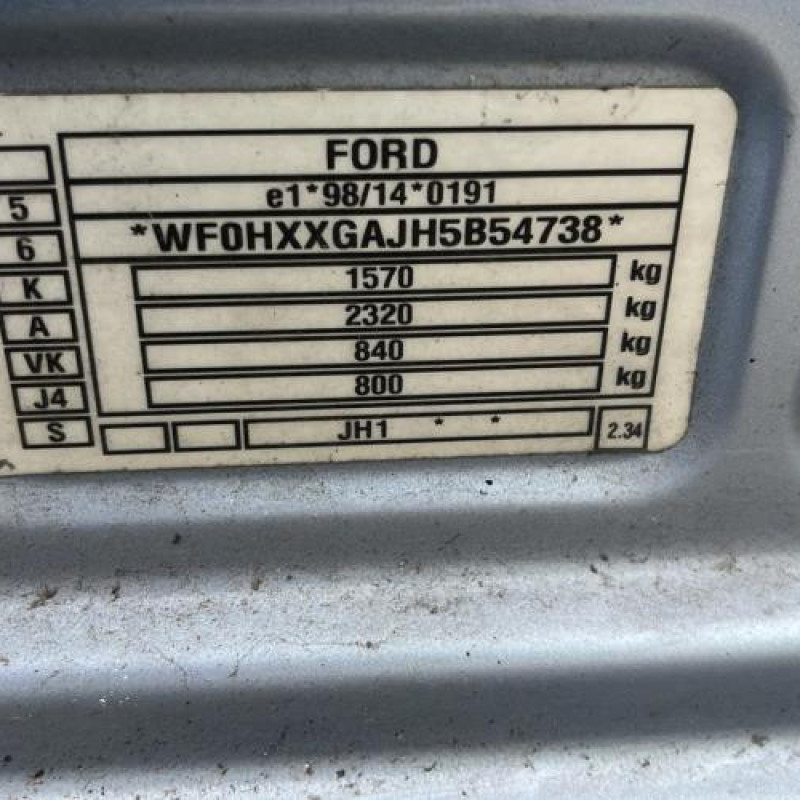 FORD
e1*98/14*0191
5
*WF0HXXGAJH5B54738*
6
1570 kg
K
2320 kg
A
840 kg
VK
800 kg
J4
S
JH1 * *
2.34